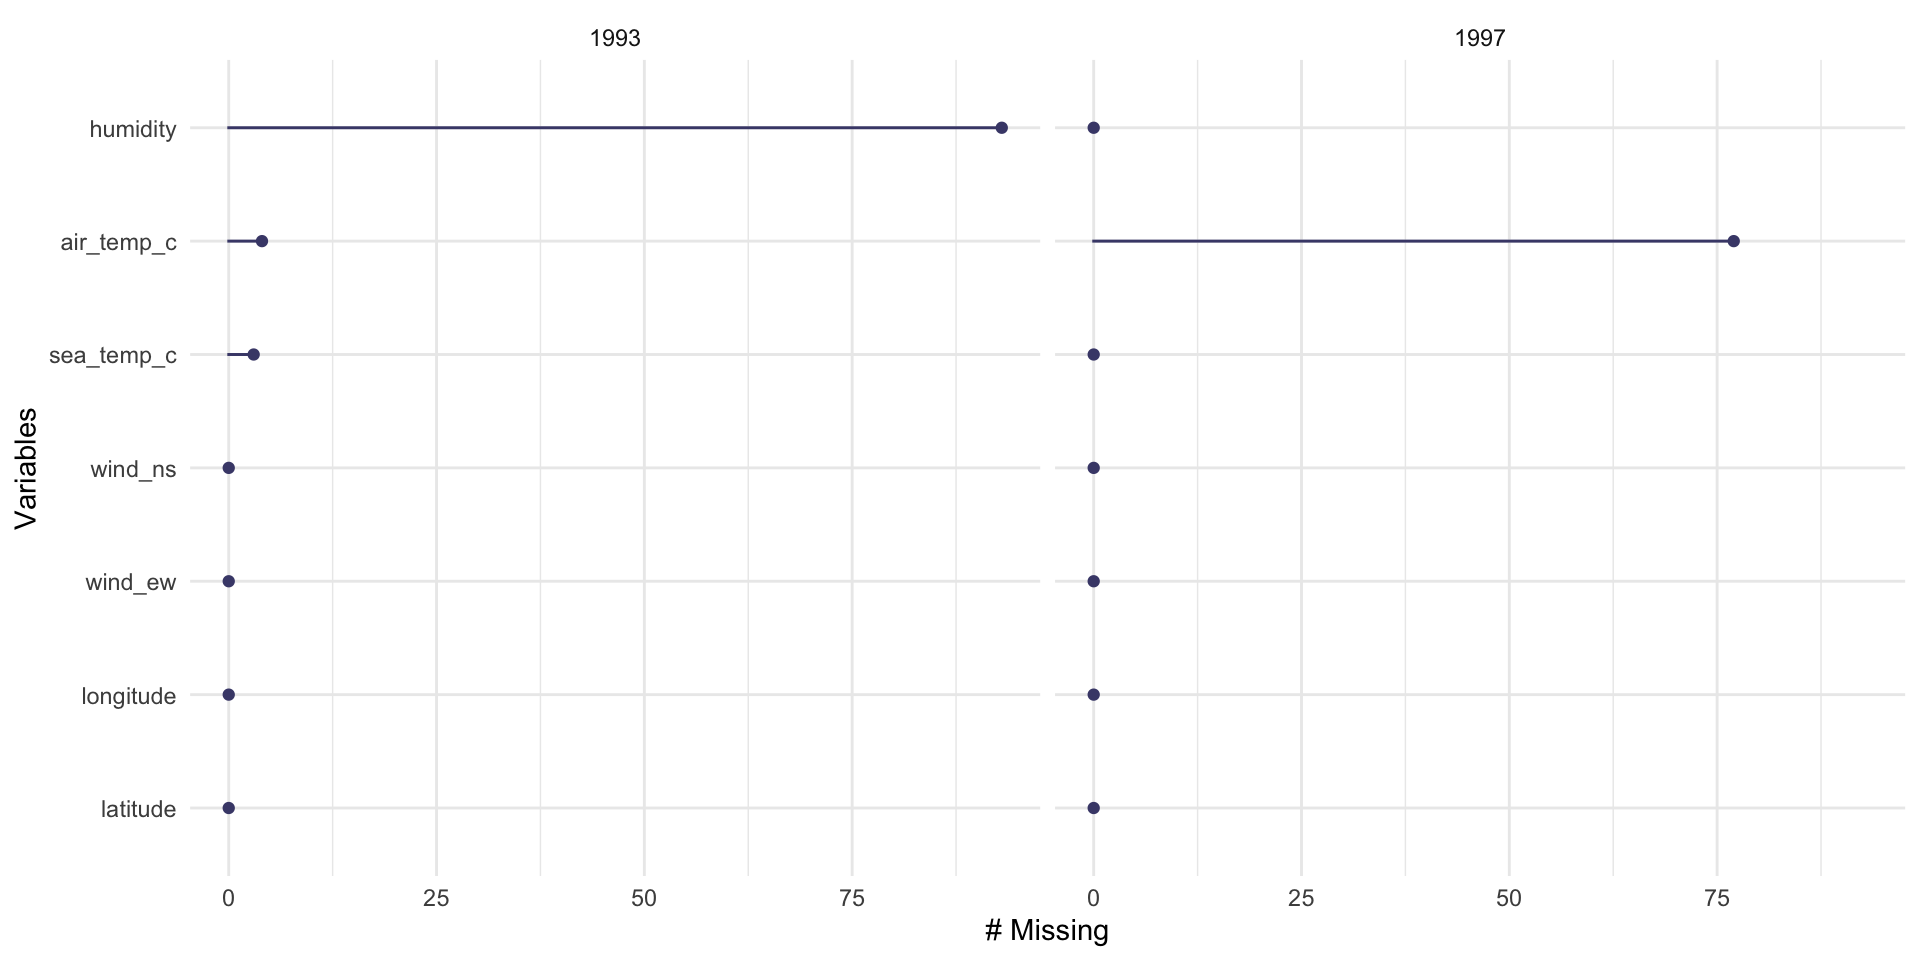 1993
1997
humidity
air_temp_c
sea_temp_c
wind_ns
wind_ew
longitude
latitude
Variables
0 25 50 75
0 25 50 75
# Missing